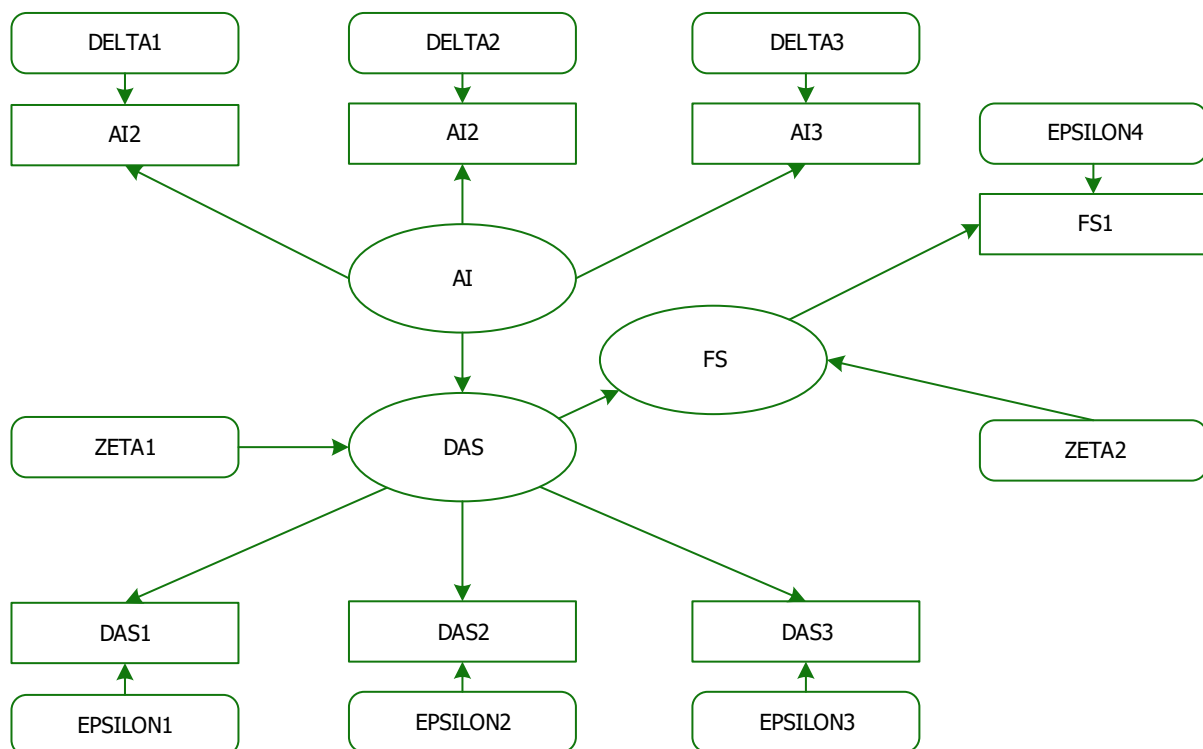 DELTA1
DELTA2
DELTA3
AI2
AI2
AI3
EPSILON4
FS1
AI
FS
ZETA1
DAS
ZETA2
DAS1
DAS2
DAS3
EPSILON1
EPSILON2
EPSILON3